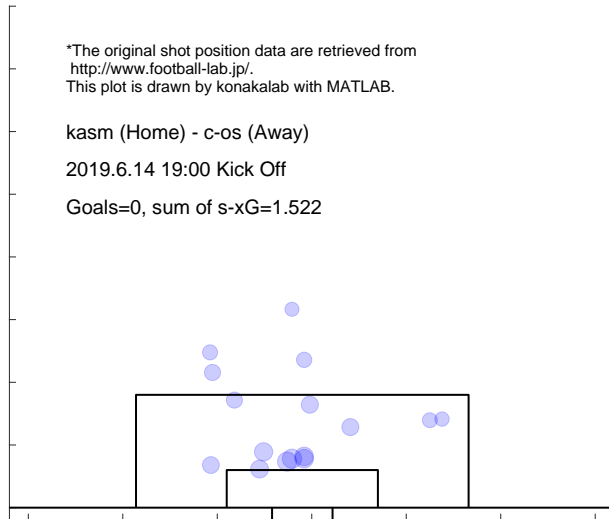 *The original shot position data are retrieved from
http://www.football-lab.jp/.
This plot is drawn by konakalab with MATLAB.
kasm (Home) - c-os (Away)
2019.6.14 19:00 Kick Off
Goals=0, sum of s-xG=1.522